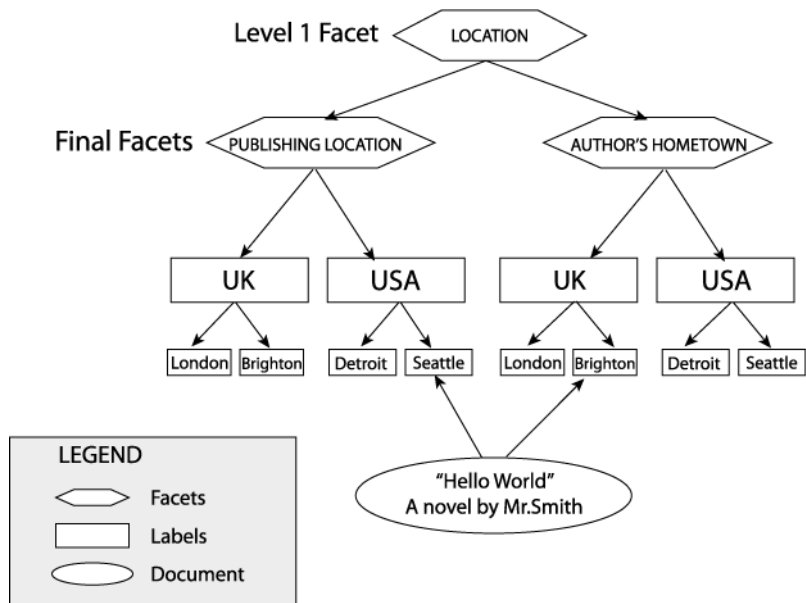 Level 1 Facet
LOCATION
Final Facets
PUBLISHING LOCATION
AUTHOR'S HOMETOWN
UK
USA
UK
USA
London
Brighton
Detroit
Seattle
London
Brighton
Detroit
Seattle
“Hello World”
A novel by Mr.Smith
LEGEND
Facets
Labels
Document